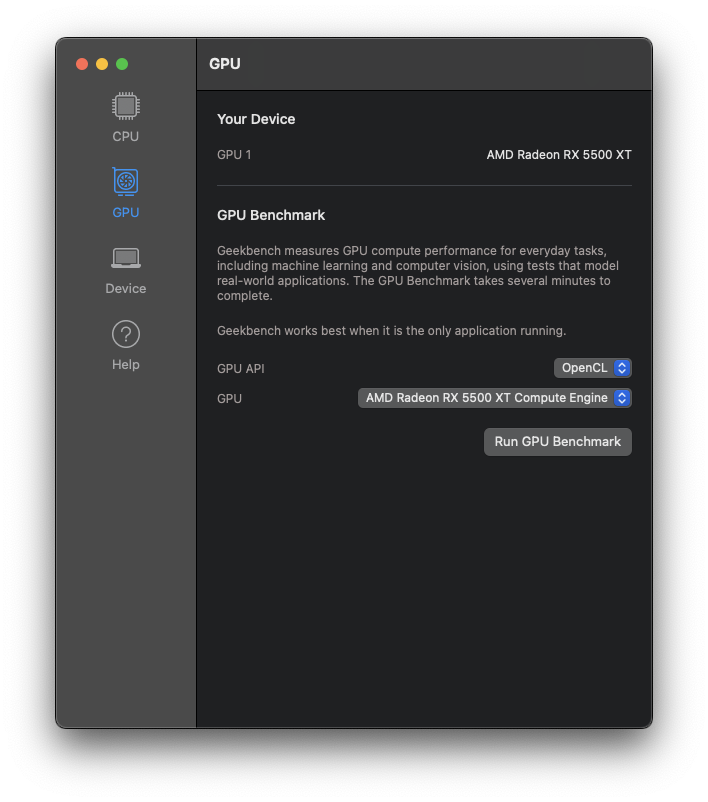 GPU
CPU
GPU
Device
Help
Your Device
GPU 1 AMD Radeon RX 5500 XT
GPU Benchmark
Geekbench measures GPU compute performance for everyday tasks,
including machine learning and computer vision, using tests that model
real-world applications. The GPU Benchmark takes several minutes to
complete.
Geekbench works best when it is the only application running.
GPU API OpenCL
GPU AMD Radeon RX 5500 XT Compute Engine
Run GPU Benchmark